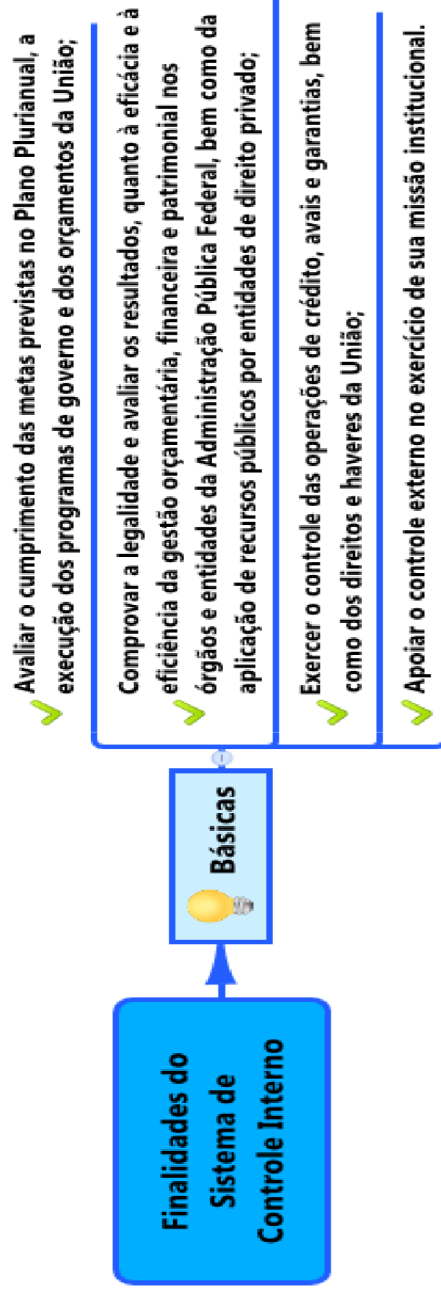 Finalidades do
Sistema de
Controle Interno
Básicas
Avaliar o cumprimento das metas previstas no Plano Plurianual, a
execução dos programas de governo e dos orçamentos da União;
Comprovar a legalidade e avaliar os resultados, quanto à eficácia e à
eficiência da gestão orçamentária, financeira e patrimonial nos
órgãos e entidades da Administração Pública Federal, bem como da
aplicação de recursos públicos por entidades de direito privado;
Exercer o controle das operações de crédito, avais e garantias, bem
como dos direitos e haveres da União;
Apoiar o controle externo no exercício de sua missão institucional.